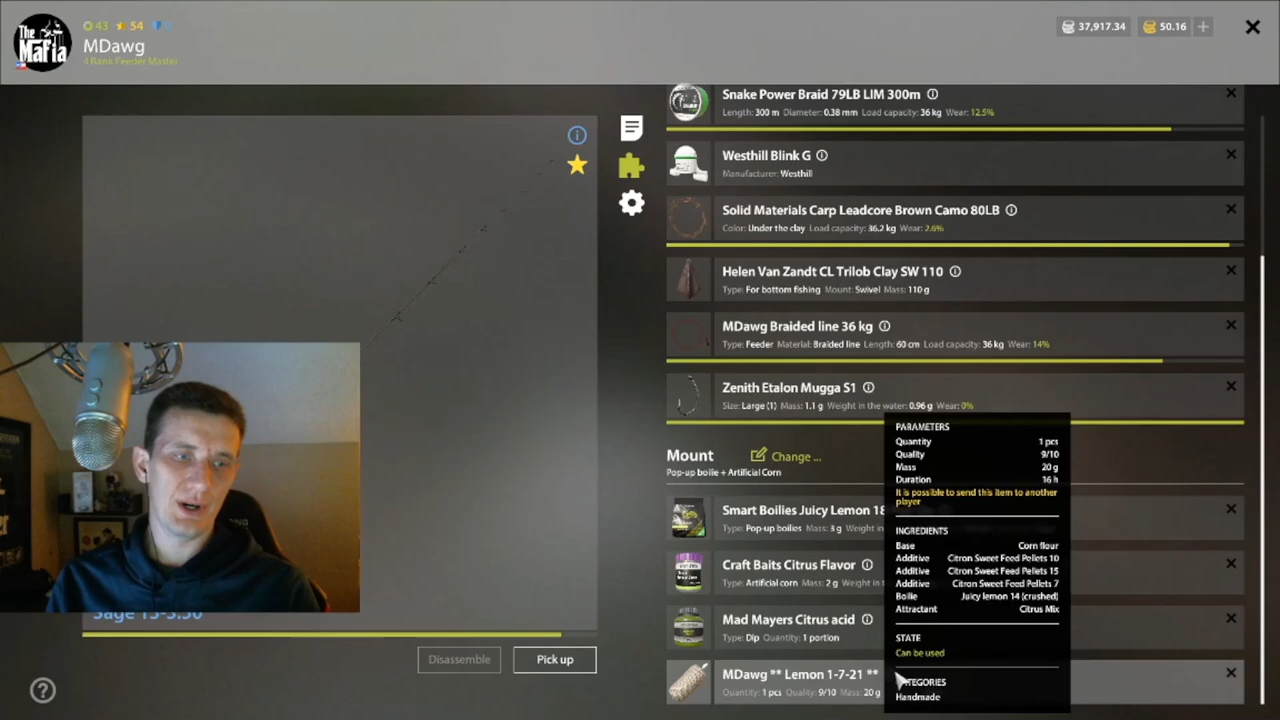 The
Mafia
43 54
MDawg
4 Bank Feeder Master
37,917.34 50.16 +
Snake Power Braid 79LB LIM 300m
Length: 300 m Diameter: 0.38 mm Load capacity: 36 kg Wear: 12.5%
Westhill Blink G
Manufacturer: Westhill
Solid Materials Carp Leadcore Brown Camo 80LB
Color: Under the clay Load capacity: 36.2 kg Wear: 2.6%
Helen Van Zandt CL Trilob Clay SW 110
Type: For bottom fishing Mount: Swivel Mass: 110 g
MDawg Braided line 36 kg
Type: Feeder Material: Braided line Length: 60 cm Load capacity: 36 kg Wear: 14%
Zenith Etalon Mugga S1
Size: Large (1) Mass: 1.1 g Weight in the water: 0.96 g Wear: 0%
Mount Change ...
Pop-up boilie + Artificial Corn
Smart Boilies Juicy Lemon 18
Type: Pop-up boilies Mass: 3 g Weight in
Craft Baits Citrus Flavor
Type: Artificial corn Mass: 2 g Weight in
Mad Mayers Citrus acid
Type: Dip Quantity: 1 portion
MDawg ** Lemon 1-7-21 **
Quantity: 1 pcs Quality: 9/10 Mass: 20 g
PARAMETERS
Quantity 1 pcs
Quality 9/10
Mass 20 g
Duration 16 h
It is possible to send this item to another
player
INGREDIENTS
Base Corn flour
Additive Citron Sweet Feed Pellets 10
Additive Citron Sweet Feed Pellets 15
Additive Citron Sweet Feed Pellets 7
Boilie Juicy lemon 14 (crushed)
Attractant Citrus Mix
STATE
Can be used
TEGORIES
Handmade
Disassemble Pick up
?